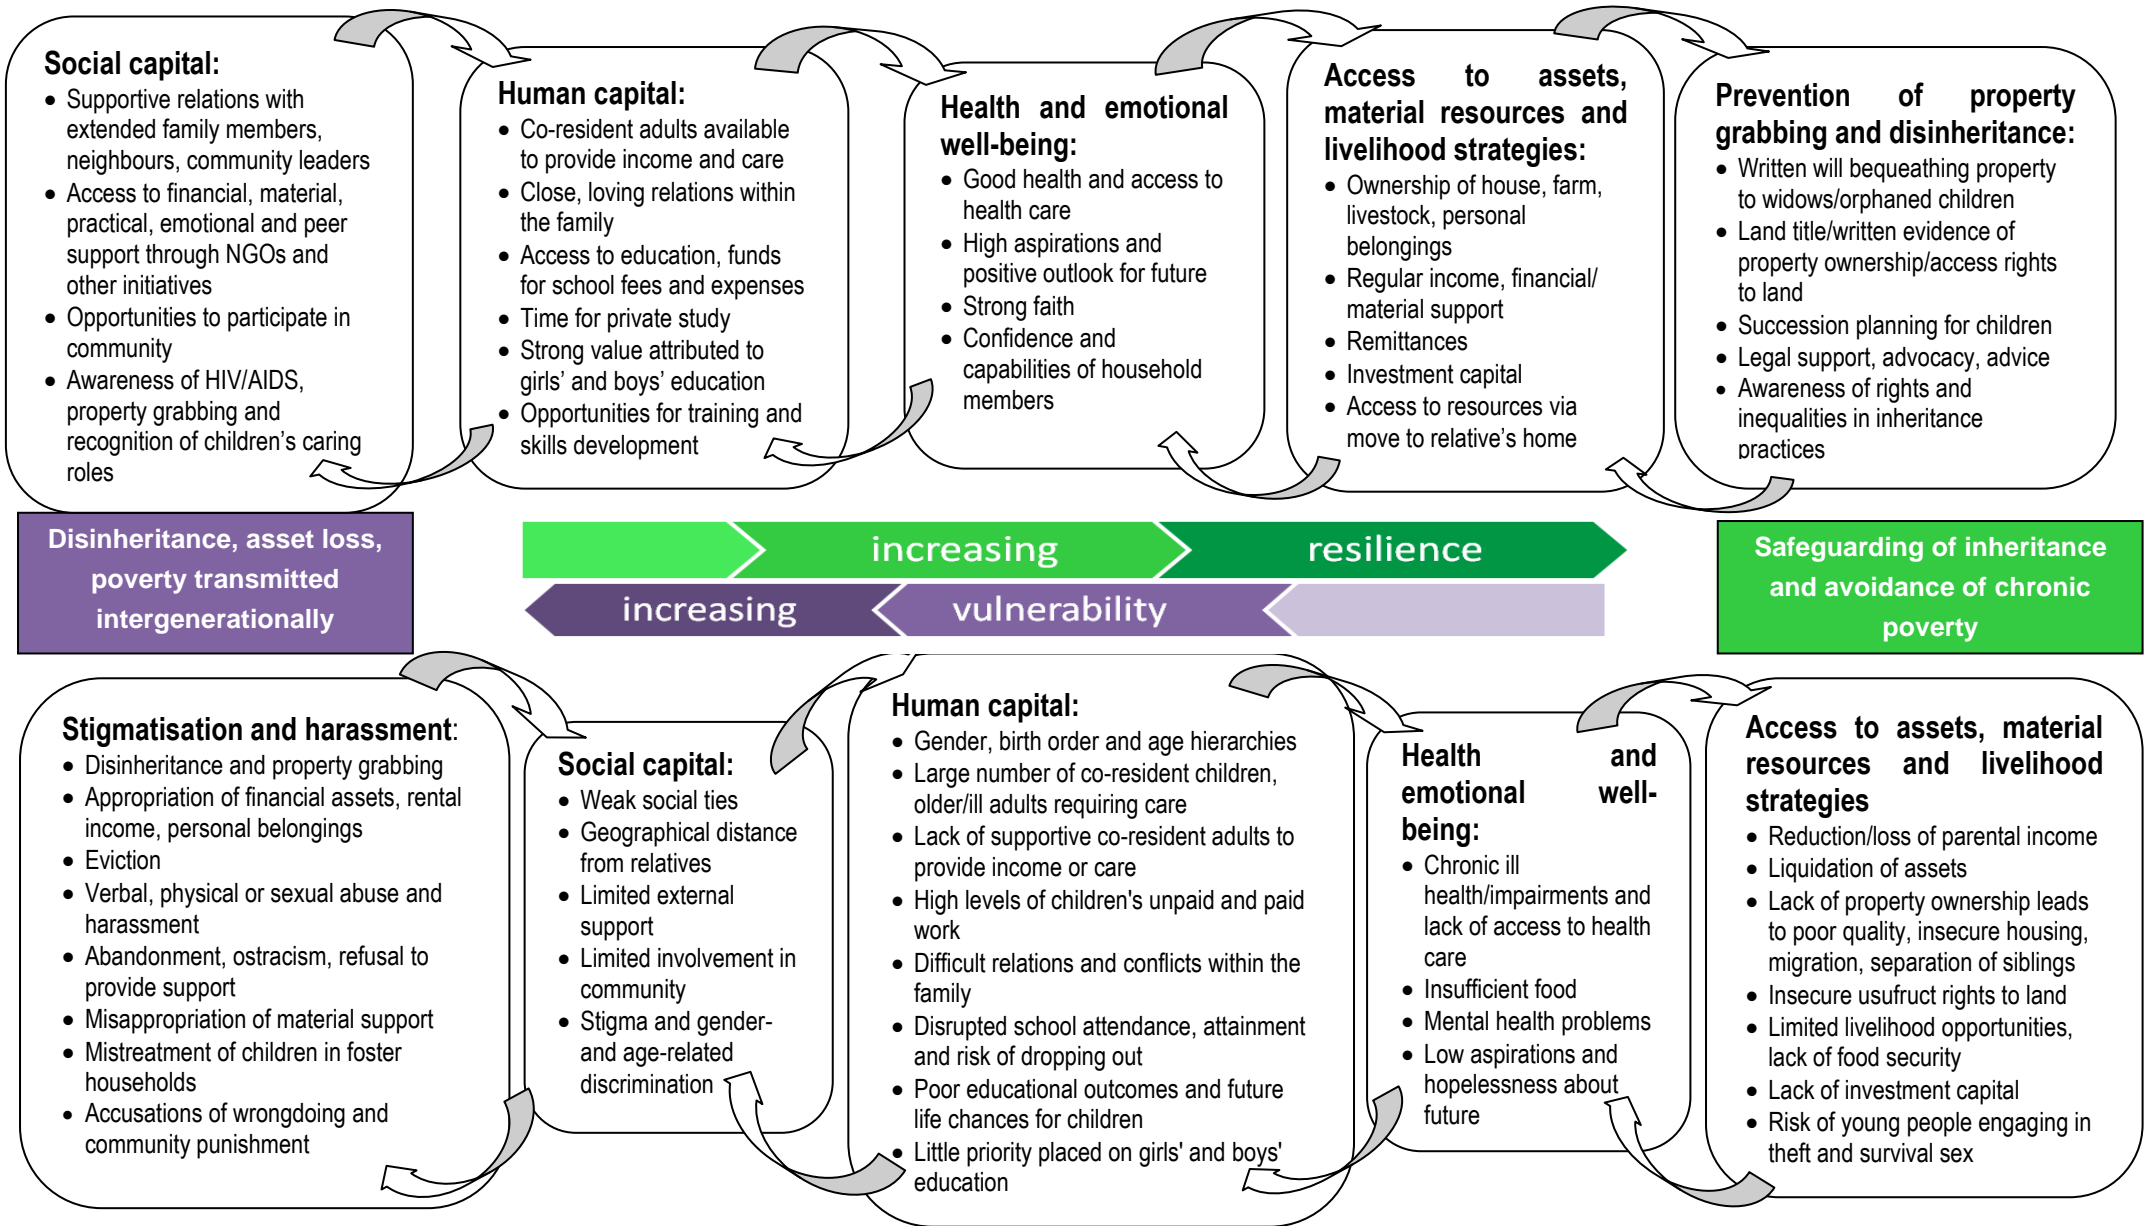 Social capital:
• Supportive relations with
extended family members,
neighbours, community leaders
• Access to financial, material,
practical, emotional and peer
support through NGOs and
other initiatives
• Opportunities to participate in
community
• Awareness of HIV/AIDS,
property grabbing and
recognition of children’s caring
roles
Human capital:
• Co-resident adults available
to provide income and care
• Close, loving relations within
the family
• Access to education, funds
for school fees and expenses
• Time for private study
• Strong value attributed to
girls’ and boys’ education
• Opportunities for training and
skills development
Health and emotional
well-being:
• Good health and access to
health care
• High aspirations and
positive outlook for future
• Strong faith
• Confidence and
capabilities of household
members
Access to assets,
material resources and
livelihood strategies:
• Ownership of house, farm,
livestock, personal
belongings
• Regular income, financial/
material support
• Remittances
• Investment capital
• Access to resources via
move to relative’s home
Prevention of property
grabbing and disinheritance:
• Written will bequeathing property
to widows/orphaned children
• Land title/written evidence of
property ownership/access rights
to land
• Succession planning for children
• Legal support, advocacy, advice
• Awareness of rights and
inequalities in inheritance
practices
Disinheritance, asset loss,
poverty transmitted
intergenerationally
increasing resilience
increasing vulnerability
Safeguarding of inheritance
and avoidance of chronic
poverty
Stigmatisation and harassment:
• Disinheritance and property grabbing
• Appropriation of financial assets, rental
income, personal belongings
• Eviction
• Verbal, physical or sexual abuse and
harassment
• Abandonment, ostracism, refusal to
provide support
• Misappropriation of material support
• Mistreatment of children in foster
households
• Accusations of wrongdoing and
community punishment
Social capital:
• Weak social ties
• Geographical distance
from relatives
• Limited external
support
• Limited involvement in
community
• Stigma and gender-
and age-related
discrimination
Human capital:
• Gender, birth order and age hierarchies
• Large number of co-resident children,
older/ill adults requiring care
• Lack of supportive co-resident adults to
provide income or care
• High levels of children's unpaid and paid
work
• Difficult relations and conflicts within the
family
• Disrupted school attendance, attainment
and risk of dropping out
• Poor educational outcomes and future
life chances for children
• Little priority placed on girls' and boys'
education
Health and
emotional well-
being:
• Chronic ill
health/impairments and
lack of access to health
care
• Insufficient food
• Mental health problems
• Low aspirations and
hopelessness about
future
Access to assets, material
resources and livelihood
strategies
• Reduction/loss of parental income
• Liquidation of assets
• Lack of property ownership leads
to poor quality, insecure housing,
migration, separation of siblings
• Insecure usufruct rights to land
• Limited livelihood opportunities,
lack of food security
• Lack of investment capital
• Risk of young people engaging in
theft and survival sex